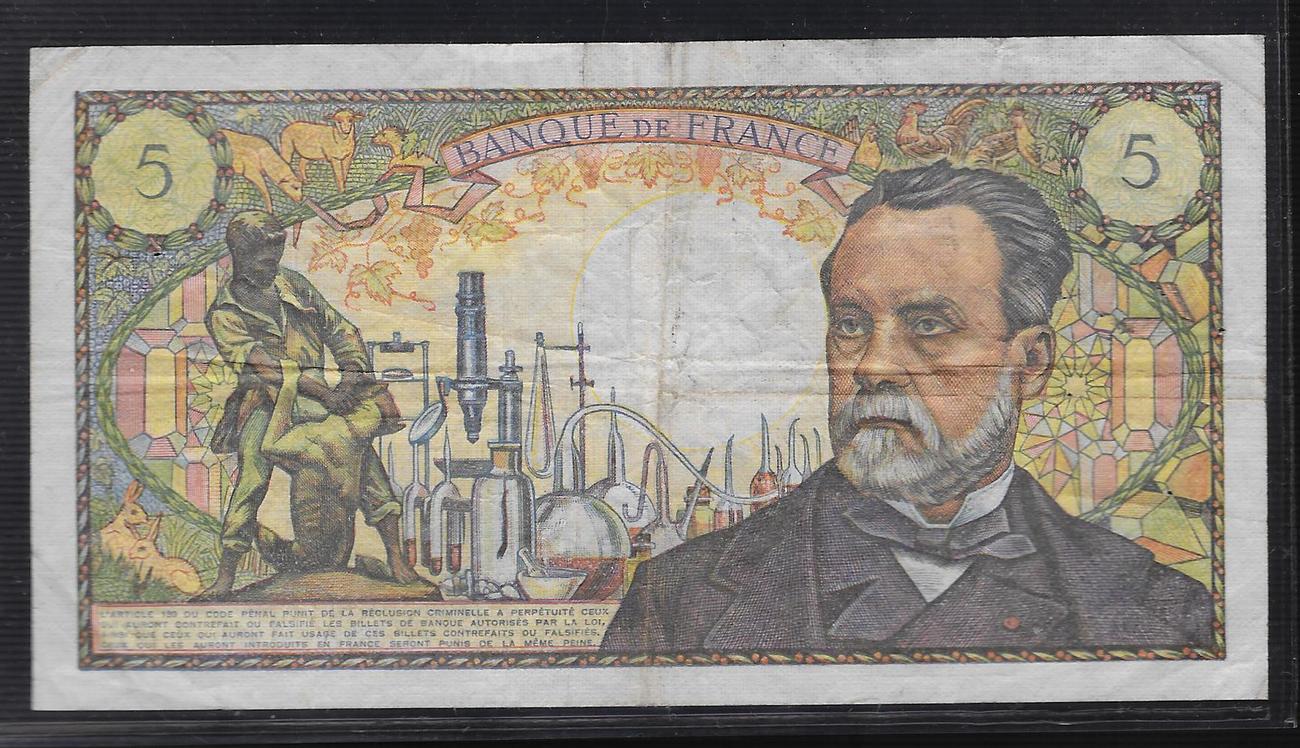 5
BANQUE DE FRANCE
5
L'ARTICLE 139 DU CODE PÉNAL PUNIT DE LA RÉCLUSION CRIMINELLE A PERPÉTUITÉ CEUX
QUI AURONT CONTREFAIT OU FALSIFIÉ LES BILLETS DE BANQUE AUTORISÉS PAR LA LOI,
AINSI QUE CEUX QUI AURONT FAIT USAGE DE CES BILLETS CONTREFAITS OU FALSIFIÉS.
CEUX QUI LES AURONT INTRODUITS EN FRANCE SERONT PUNIS DE LA MÊME PEINE.